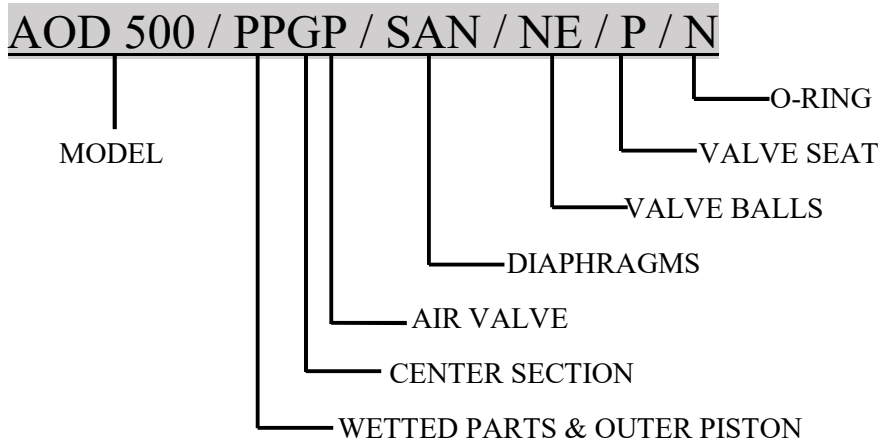 AOD 500 / PPGP / SAN / NE / P / N
O-RING
MODEL
VALVE SEAT
VALVE BALLS
DIAPHRAGMS
AIR VALVE
CENTER SECTION
WETTED PARTS & OUTER PISTON